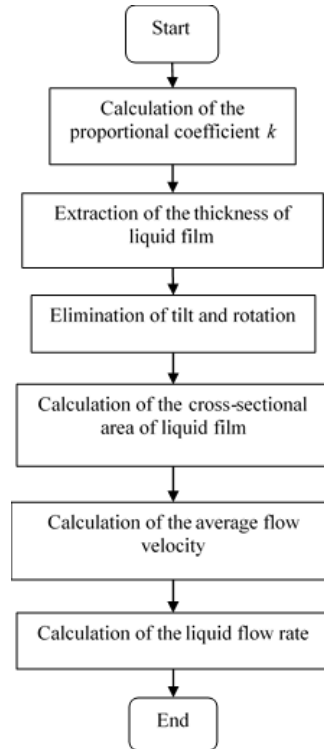 Start
Calculation of the
proportional coefficient k
Extraction of the thickness of
liquid film
Elimination of tilt and rotation
Calculation of the cross-sectional
area of liquid film
Calculation of the average flow
velocity
Calculation of the liquid flow rate
End